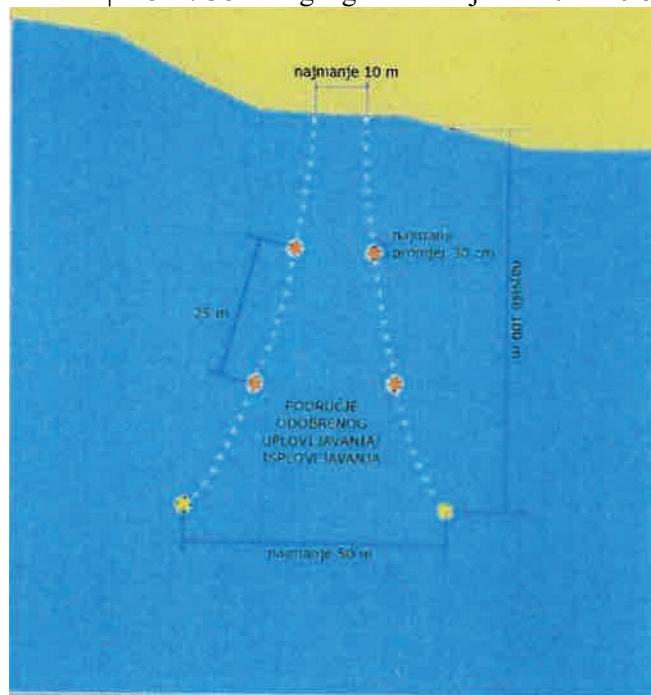 najmanje 10 m
najmanji
promjer 30 cm
25 m
najviše 100 m
PODRUČJE
ODOBRENOG
UPLOVLJAVANJA/
ISPLOVLJAVANJA
najmanje 50 m